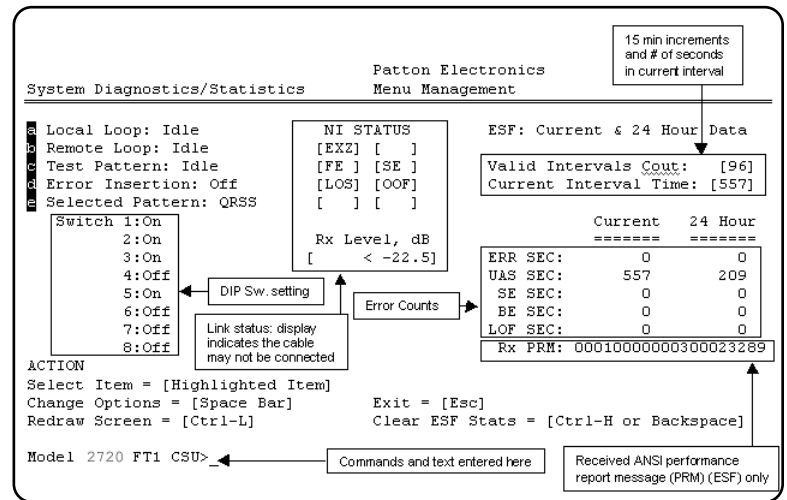 15 min increments
and # of seconds
in current interval
Patton Electronics
System Diagnostics/Statistics Menu Management
a Local Loop: Idle
b Remote Loop: Idle
c Test Pattern: Idle
d Error Insertion: Off
e Selected Pattern: QRSS
Switch 1:On
2:On
3:On
4:Off
5:On
6:Off
7:Off
8:Off
DIP Sw. setting
NI STATUS
[EXZ] [ ]
[FE ] [SE ]
[LOS] [OOF]
[ ] [ ]
Rx Level, dB
[ < -22.5]
Link status: display
indicates the cable
may not be connected
ESF: Current & 24 Hour Data
Valid Intervals Cout: [96]
Current Interval Time: [557]
Current 24 Hour
======= =======
ERR SEC: 0 0
UAS SEC: 557 209
SE SEC: 0 0
BE SEC: 0 0
LOF SEC: 0 0
Error Counts
Rx PRM: 00010000000300023289
ACTION
Select Item = [Highlighted Item]
Change Options = [Space Bar] Exit = [Esc]
Redraw Screen = [Ctrl-L] Clear ESF Stats = [Ctrl-H or Backspace]
Model 2720 FT1 CSU>_
Commands and text entered here
Received ANSI performance
report message (PRM) (ESF) only